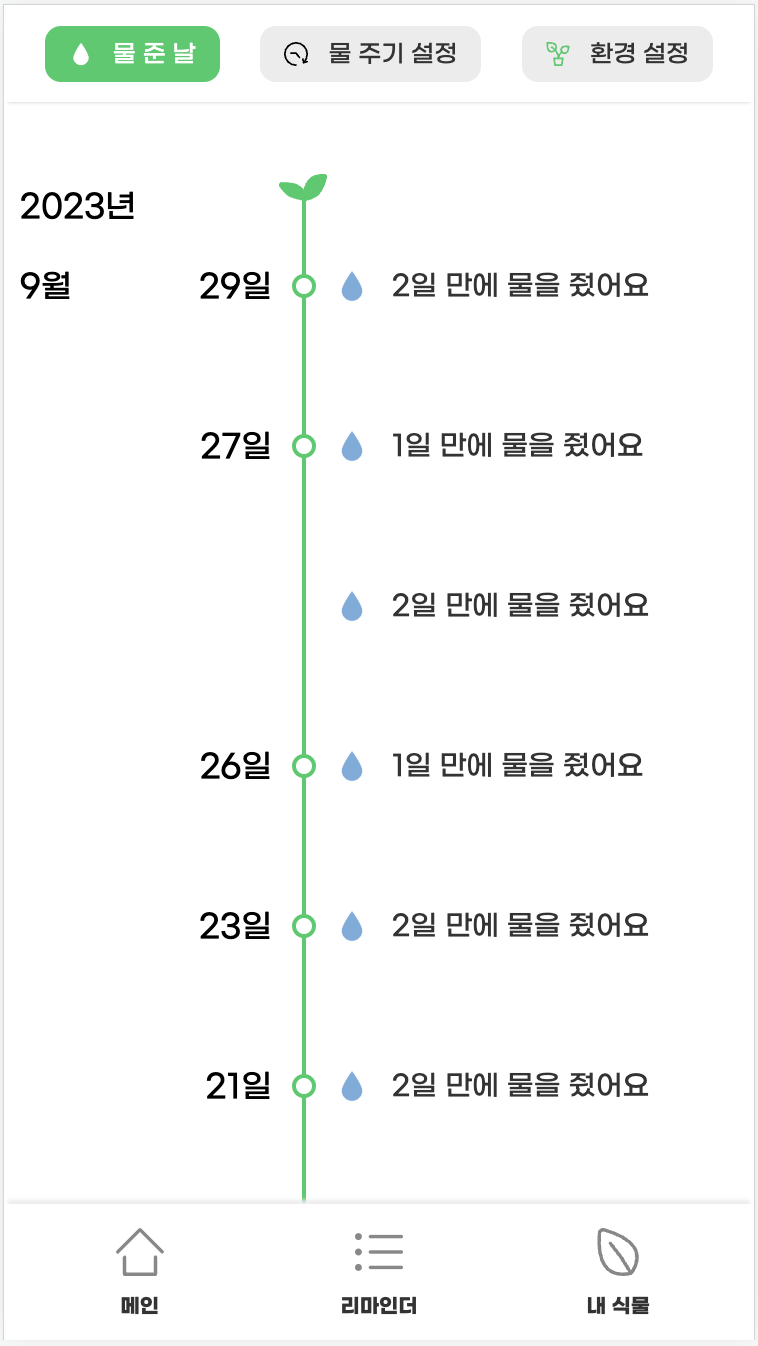 물 준 날
물 주기 설정
환경 설정
2023년
9월 29일 2일 만에 물을 줬어요
27일 1일 만에 물을 줬어요
2일 만에 물을 줬어요
26일 1일 만에 물을 줬어요
23일 2일 만에 물을 줬어요
21일 2일 만에 물을 줬어요
메인
리마인더
내 식물